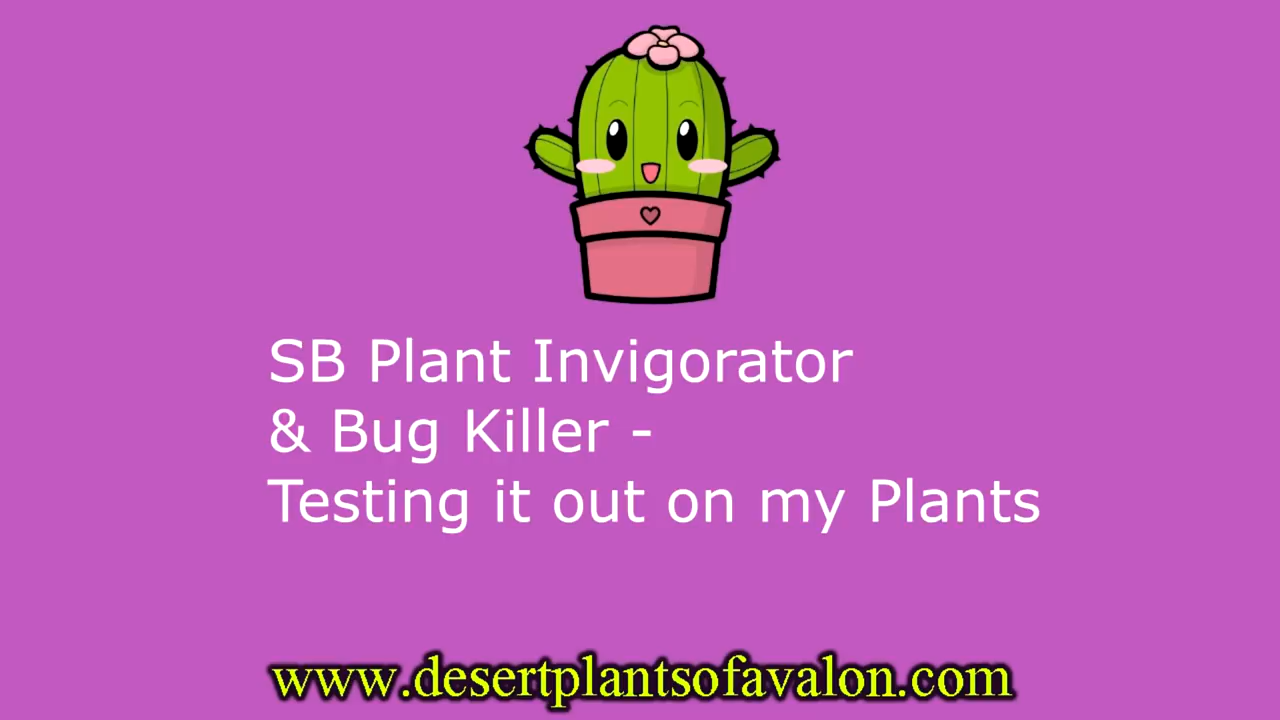 SB Plant Invigorator
& Bug Killer -
Testing it out on my Plants
www.desertplantsofavalon.com